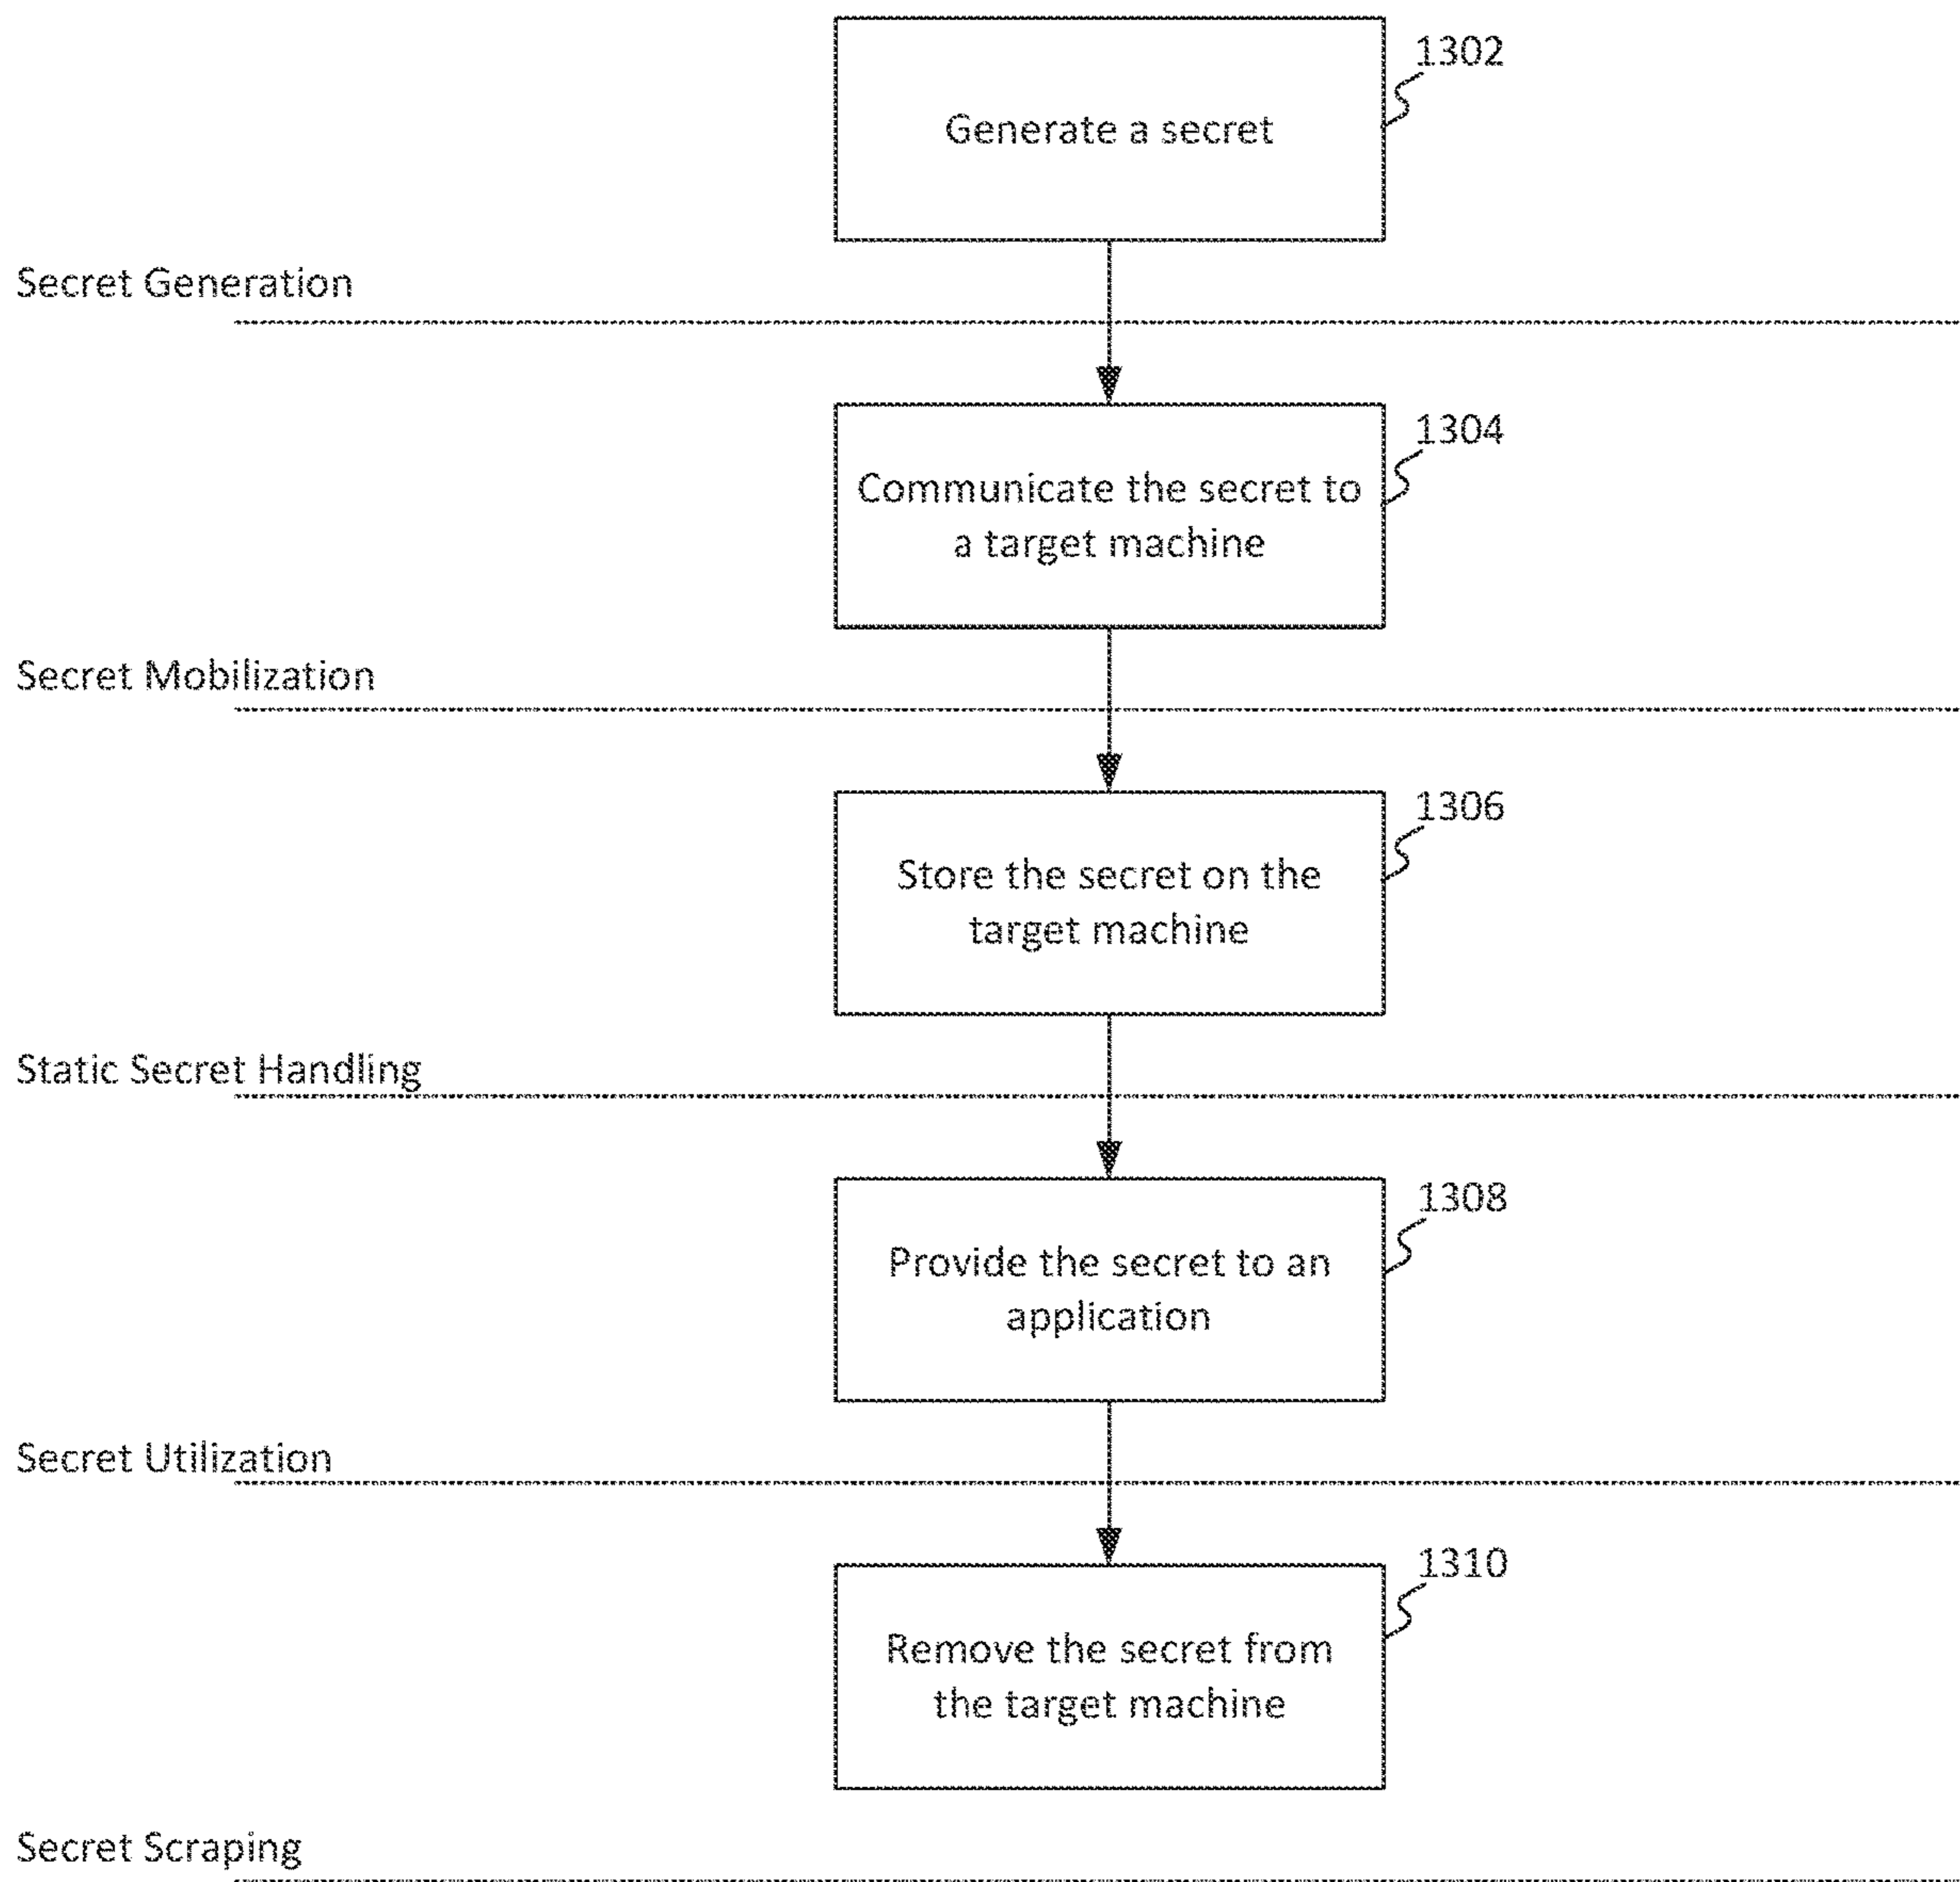 1302
Generate a secret
Secret Generation
1304
Communicate the secret to
a target machine
Secret Mobilization
1306
Store the secret on the
target machine
Static Secret Handling
1308
Provide the secret to an
application
Secret Utilization
1310
Remove the secret from
the target machine
Secret Scraping